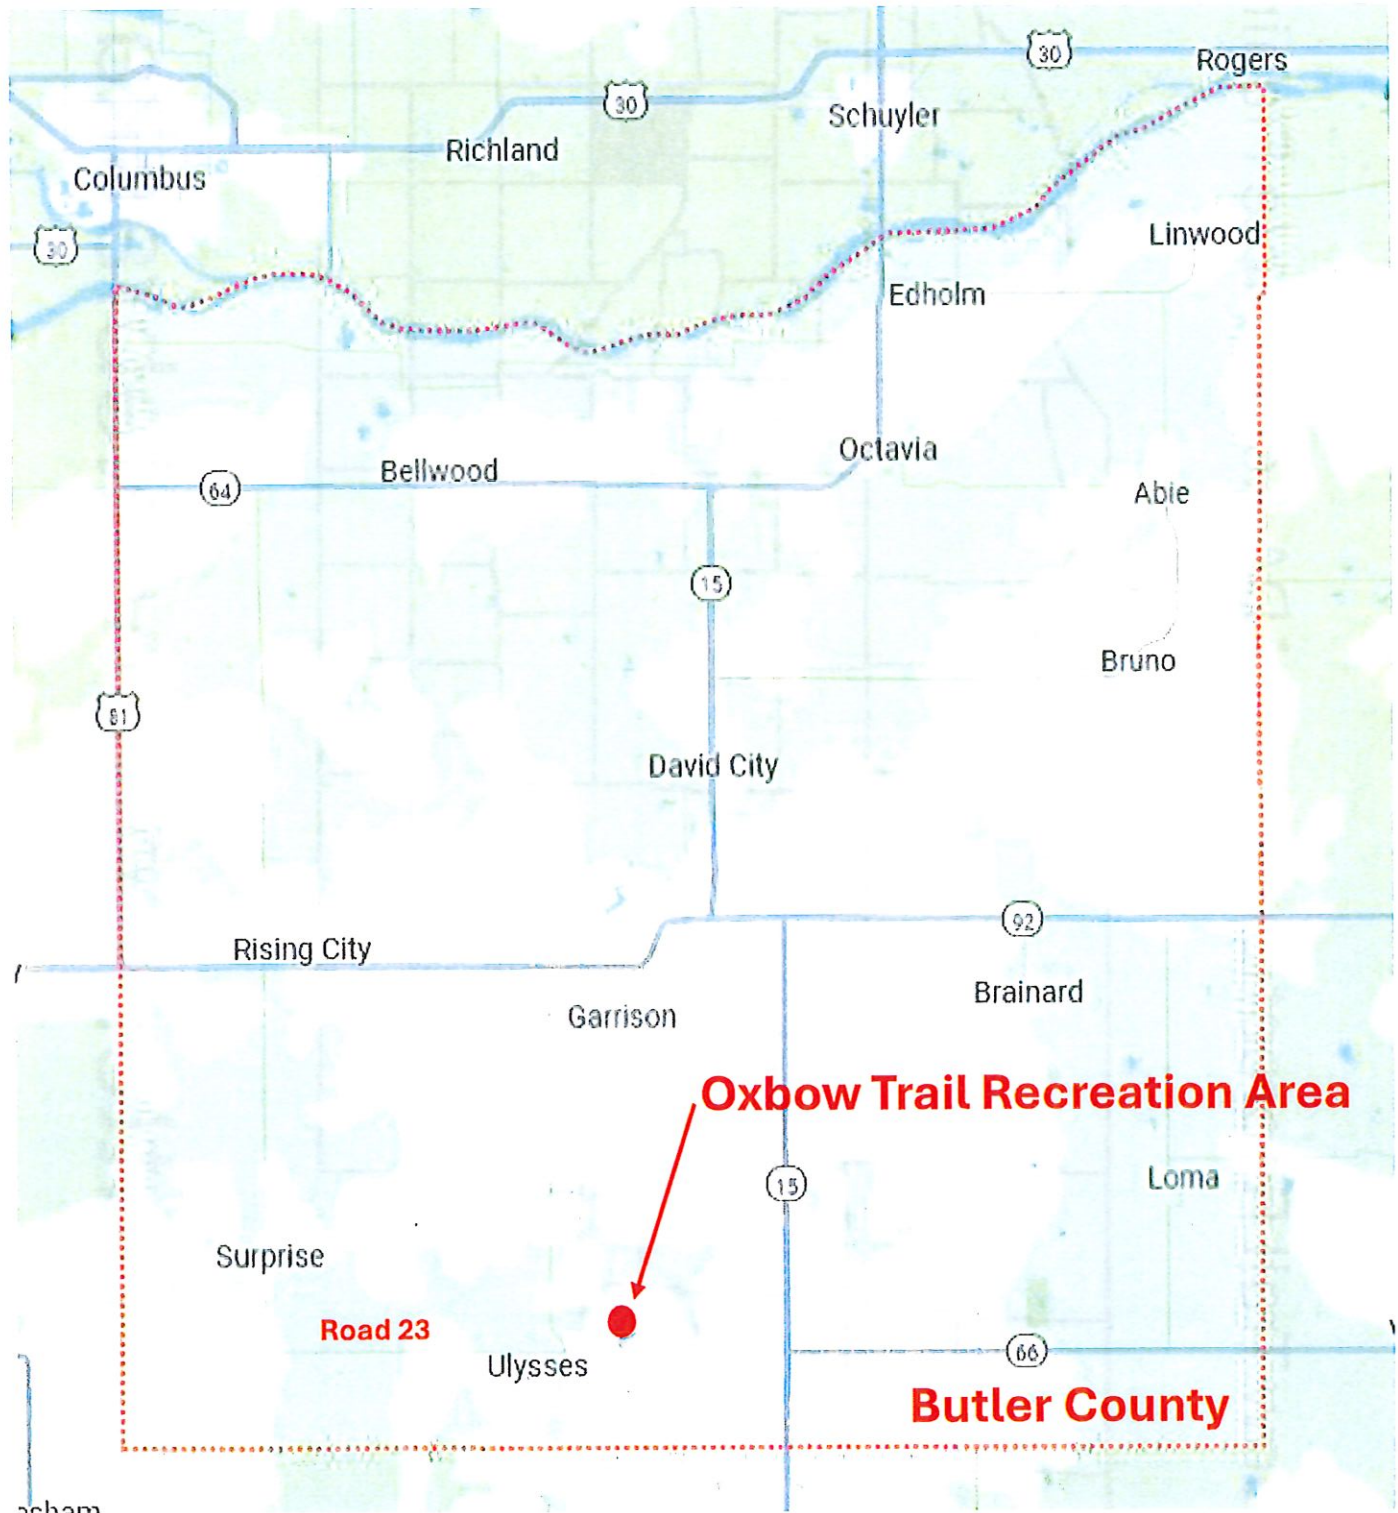 30
Rogers
30
Schuyler
Richland
Columbus
30
Linwood
Edholm
Octavia
Bellwood
64
Abie
15
Bruno
81
David City
92
Rising City
Brainard
Garrison
Oxbow Trail Recreation Area
Loma
15
Surprise
Road 23
66
Ulysses
Butler County